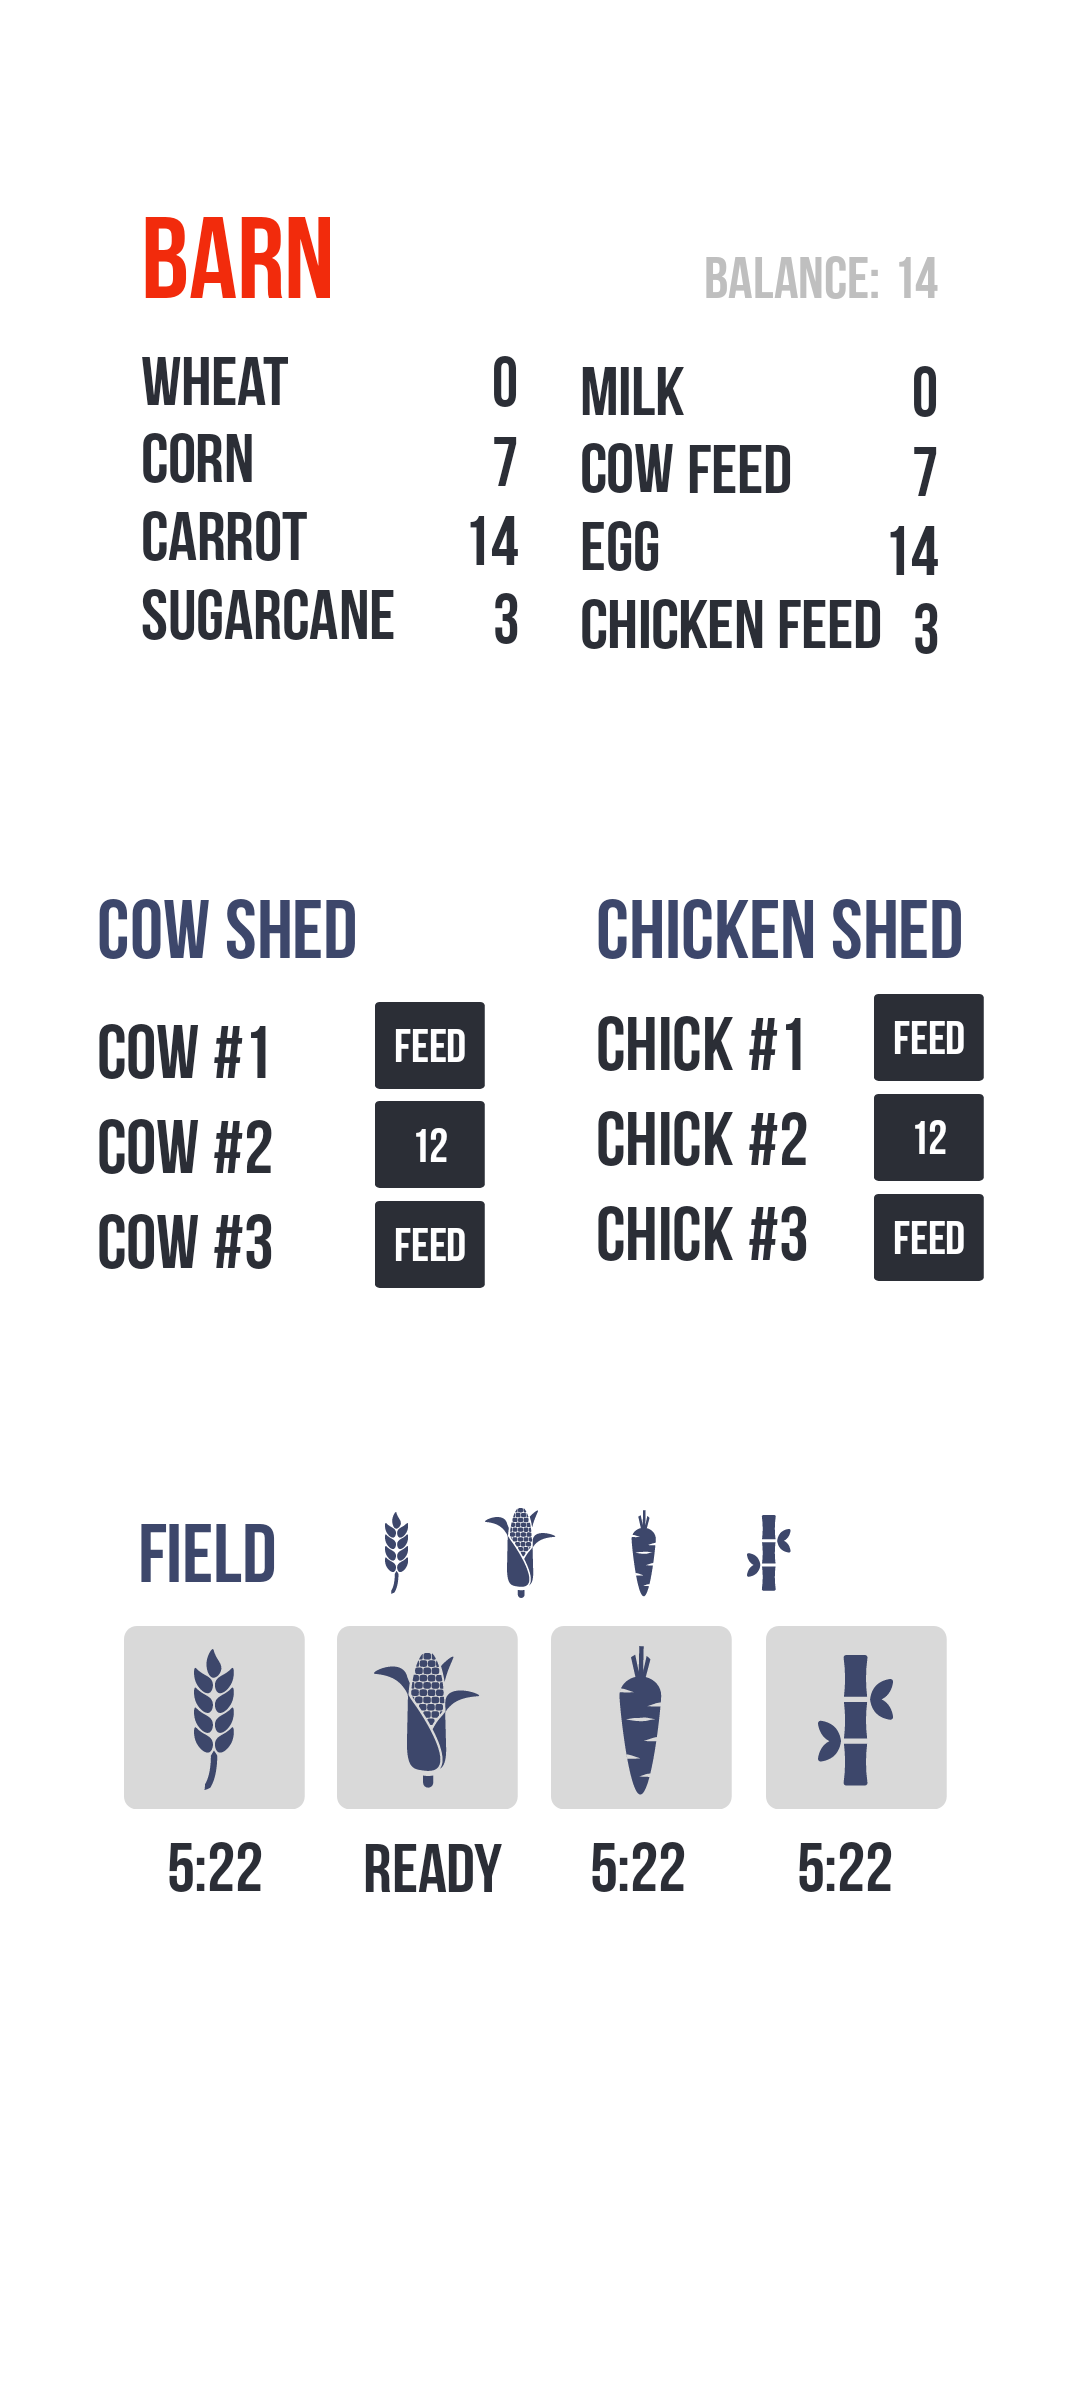 BARN
BALANCE: 14
WHEAT 0
CORN 7
CARROT 14
SUGARCANE 3
MILK 0
COW FEED 7
EGG 14
CHICKEN FEED 3
COW SHED
COW #1 FEED
COW #2 12
COW #3 FEED
CHICKEN SHED
CHICK #1 FEED
CHICK #2 12
CHICK #3 FEED
FIELD
5:22 READY 5:22 5:22